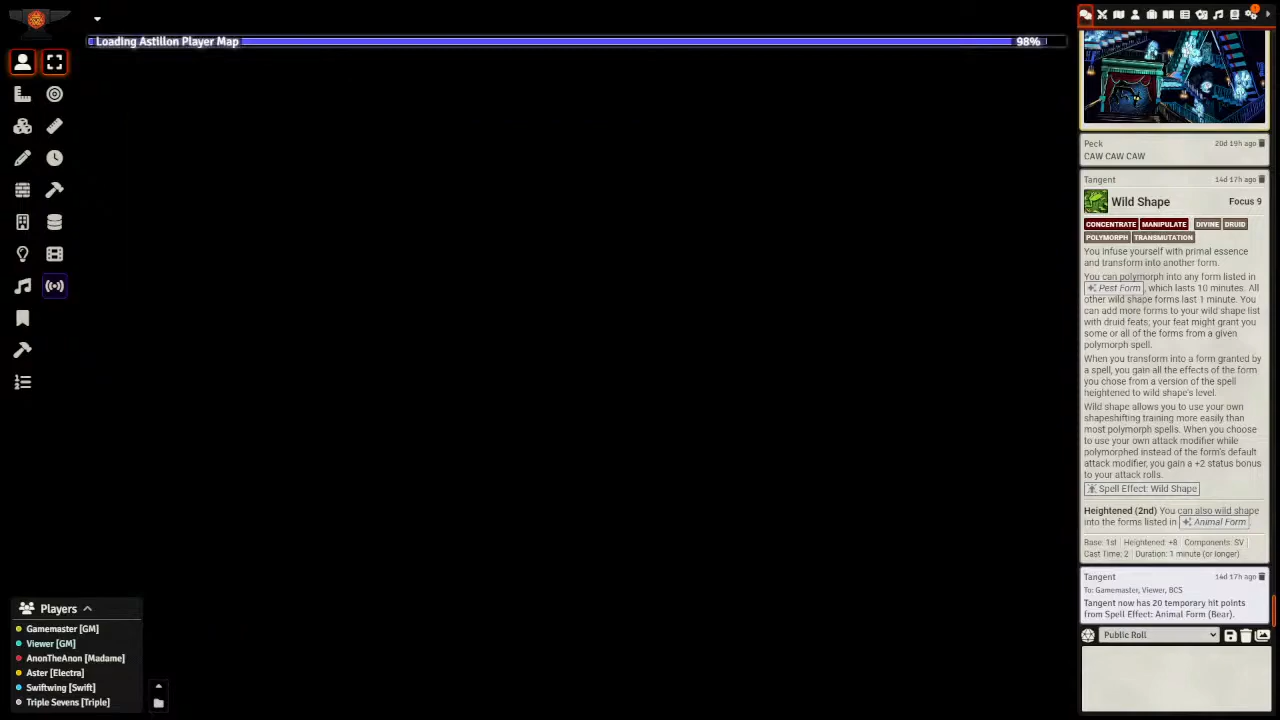 Loading Astillon Player Map 98%
Peck 20d 19h ago
CAW CAW CAW
Tangent 14d 17h ago
Wild Shape Focus 9
CONCENTRATE MANIPULATE DIVINE DRUID
POLYMORPH TRANSMUTATION
You infuse yourself with primal essence
and transform into another form.
You can polymorph into any form listed in
Pest Form, which lasts 10 minutes. All
other wild shape forms last 1 minute. You
can add more forms to your wild shape list
with druid feats; your feat might grant you
some or all of the forms from a given
polymorph spell.
When you transform into a form granted by
a spell, you gain all the effects of the form
you chose from a version of the spell
heightened to wild shape's level.
Wild shape allows you to use your own
shapeshifting training more easily than
most polymorph spells. When you choose
to use your own attack modifier while
polymorphed instead of the form's default
attack modifier, you gain a +2 status bonus
to your attack rolls.
Spell Effect: Wild Shape
Heightened (2nd) You can also wild shape
into the forms listed in Animal Form.
Base: 1st Heightened: +8 Components: SV
Cast Time: 2 Duration: 1 minute (or longer)
Tangent 14d 17h ago
To: Gamemaster, Viewer, BCS
Tangent now has 20 temporary hit points
from Spell Effect: Animal Form (Bear).
Public Roll
Players
Gamemaster [GM]
Viewer [GM]
AnonTheAnon [Madame]
Aster [Electra]
Swiftwing [Swift]
Triple Sevens [Triple]